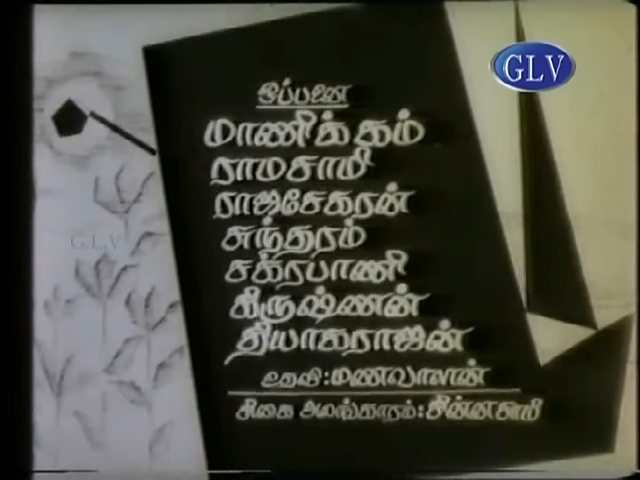 GLV
ஒப்பனை
மாணிக்கம்
ராமசாமி
ராஜசேகரன்
சுந்தரம்
GLV
சக்ரபாணி
கிருஷ்ணன்
தியாகராஜன்
உதவி:மணவாளன்
சிகை அலங்காரம்:சின்னசாமி